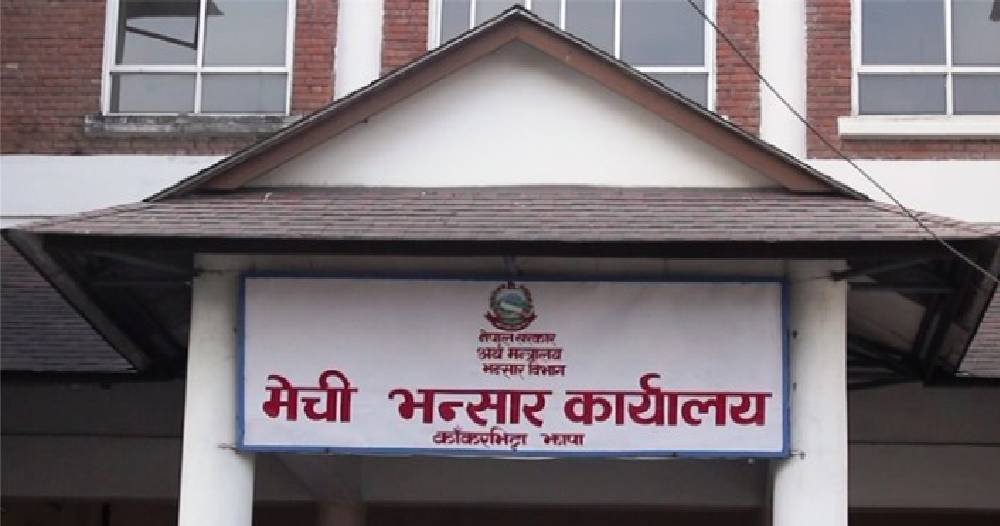 नेपाल सरकार
अर्थ मन्त्रालय
भन्सार विभाग
मेची भन्सार कार्यालय
काँकरभिट्टा झापा